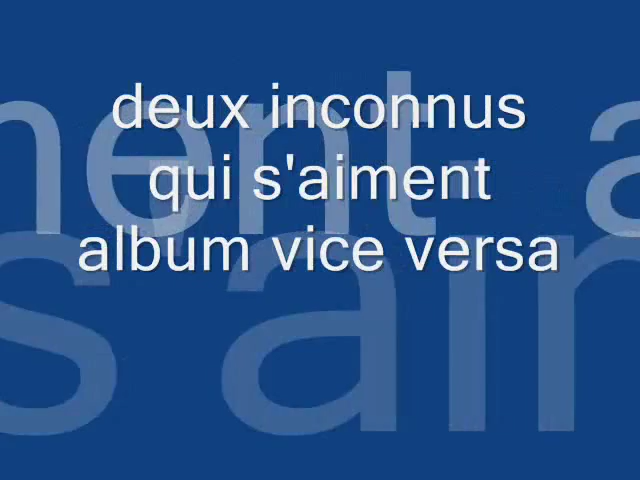 deux inconnus
qui s'aiment
album vice versa